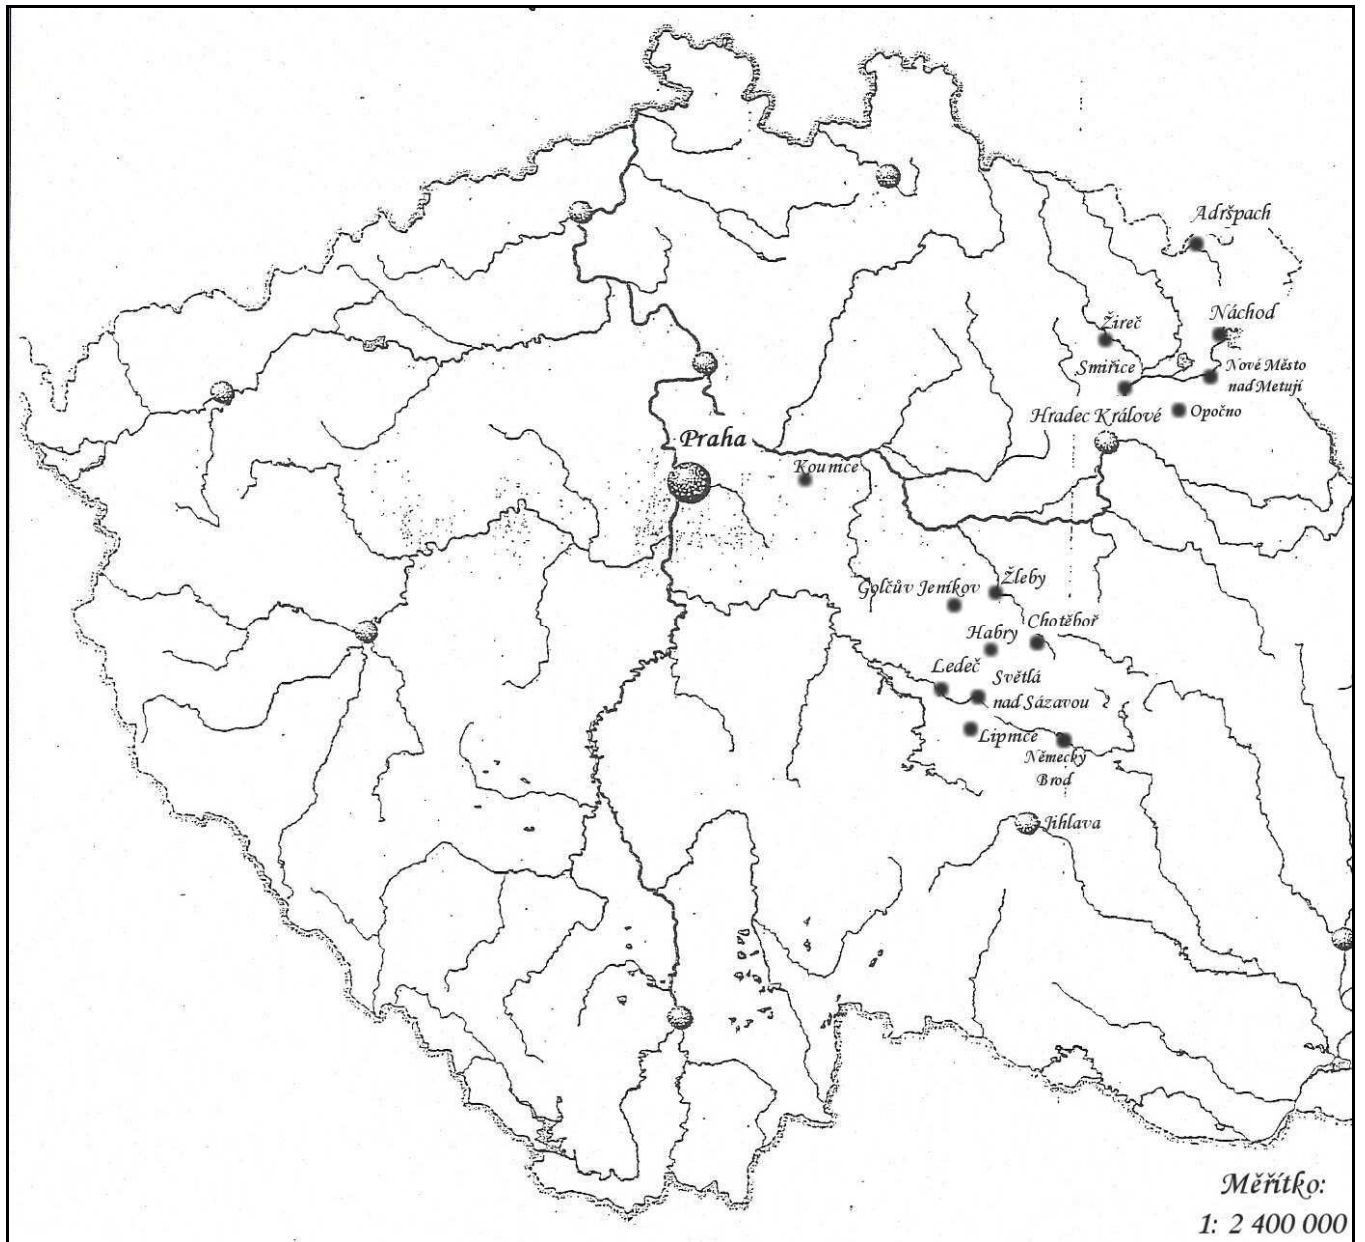 Adršpach
Náchod
Žireč
Smiřice
Nové Město
nad Metují
Hradec Králové
Opočno
Praha
Kounice
Žleby
Golčův Jeníkov
Chotěboř
Habry
Ledeč
Světlá
nad Sázavou
Lipnice
Německý
Brod
Jihlava
Měřítko:
1: 2 400 000